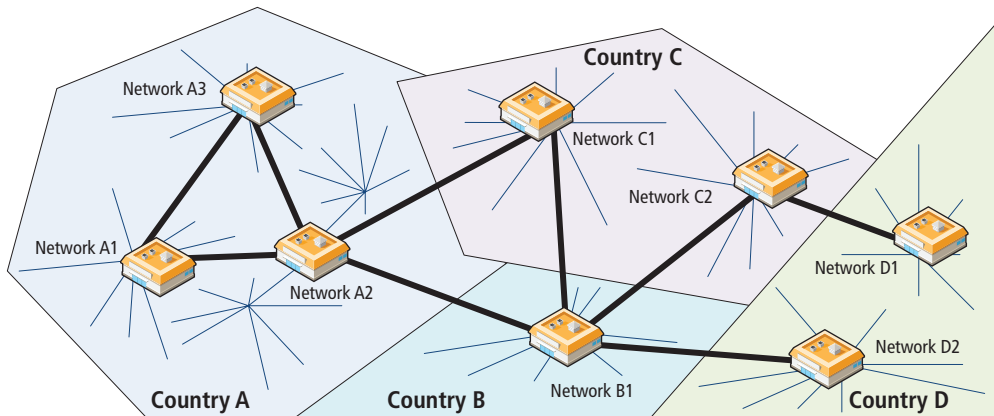 Country C
Network A3
Network C1
Network C2
Network A1
Network D1
Network A2
Network D2
Network B1
Country A
Country B
Country D